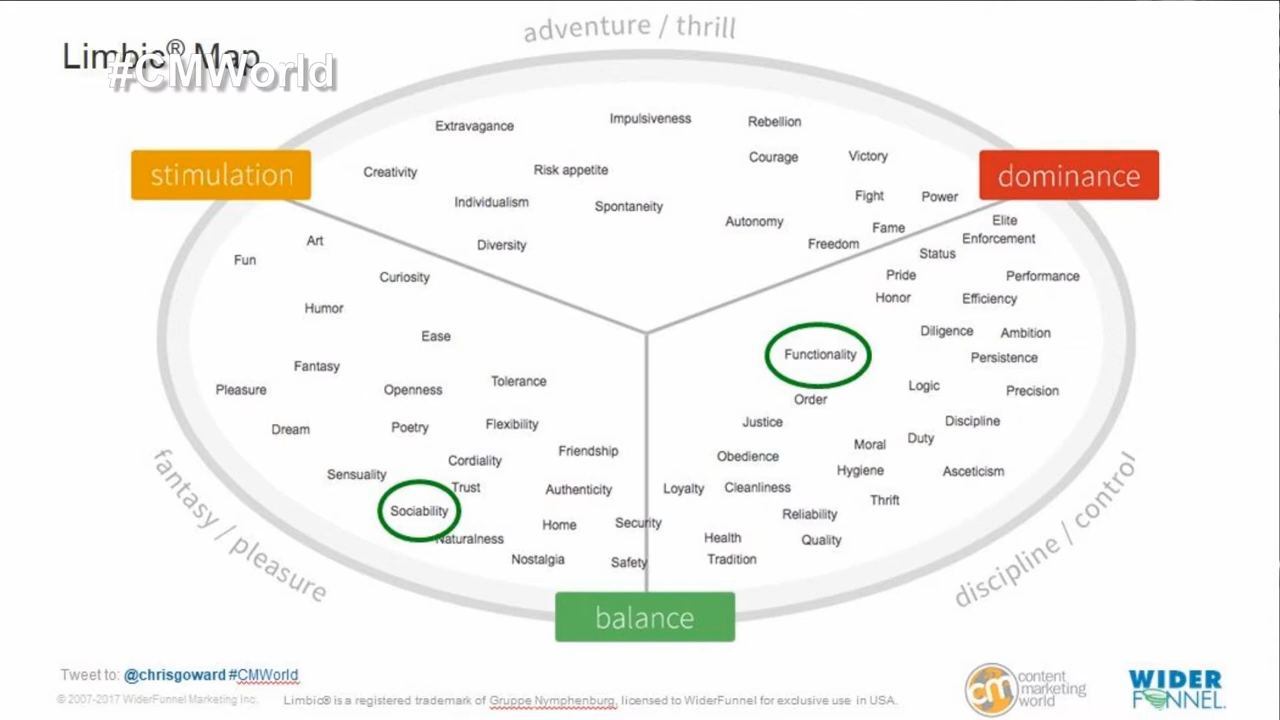 adventure / thrill
Limbic® Map
#CMWorld
Extravagance
Impulsiveness
Rebellion
Creativity
Risk appetite
Courage
Victory
stimulation
dominance
Individualism
Spontaneity
Fight
Power
Autonomy
Diversity
Freedom
Fame
Elite
Enforcement
Status
Art
Fun
Curiosity
Pride
Performance
Honor
Efficiency
Humor
Ease
Diligence
Ambition
Functionality
Persistence
Fantasy
Pleasure
Openness
Tolerance
Logic
Precision
Order
Dream
Poetry
Flexibility
Justice
Discipline
Friendship
Moral
Duty
Cordiality
Obedience
Sensuality
Hygiene
Asceticism
Trust
Authenticity
Loyalty
Cleanliness
Thrift
Sociability
Home
Security
Reliability
Naturalness
Health
Quality
Nostalgia
Safety
Tradition
fantasy / pleasure
discipline / control
balance
Tweet to: @chrisgoward #CMWorld
© 2007-2017 WiderFunnel Marketing Inc.
Limbic® is a registered trademark of Gruppe Nymphenburg, licensed to WiderFunnel for exclusive use in USA.
cm
content
marketing
world
WIDER
FUNNEL